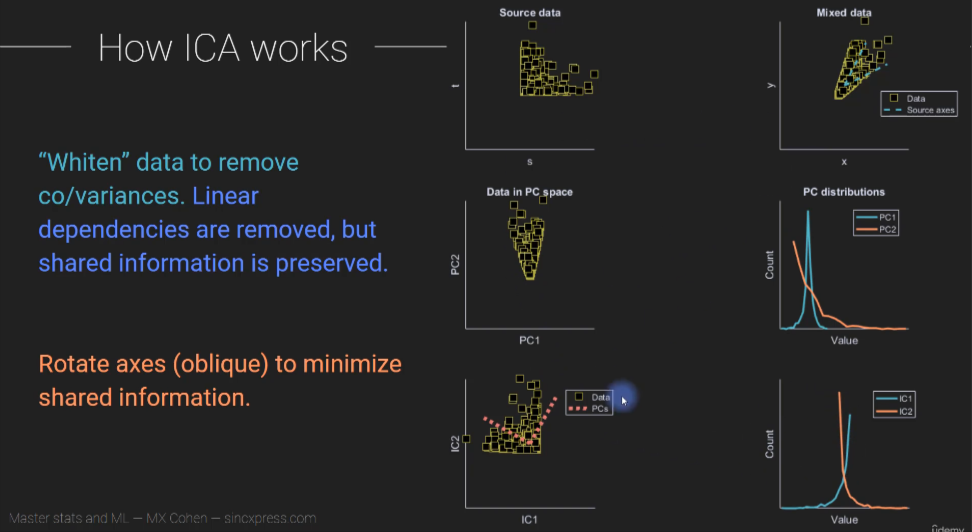 How ICA works
“Whiten” data to remove
co/variances. Linear
dependencies are removed, but
shared information is preserved.
Rotate axes (oblique) to minimize
shared information.
Source data
t
s
Mixed data
y
x
Data
Source axes
Data in PC space
PC2
PC1
PC distributions
Count
Value
PC1
PC2
IC2
IC1
Data
PCs
Count
Value
IC1
IC2
Master stats and ML — MX Cohen — sincxpress.com
ûdemy